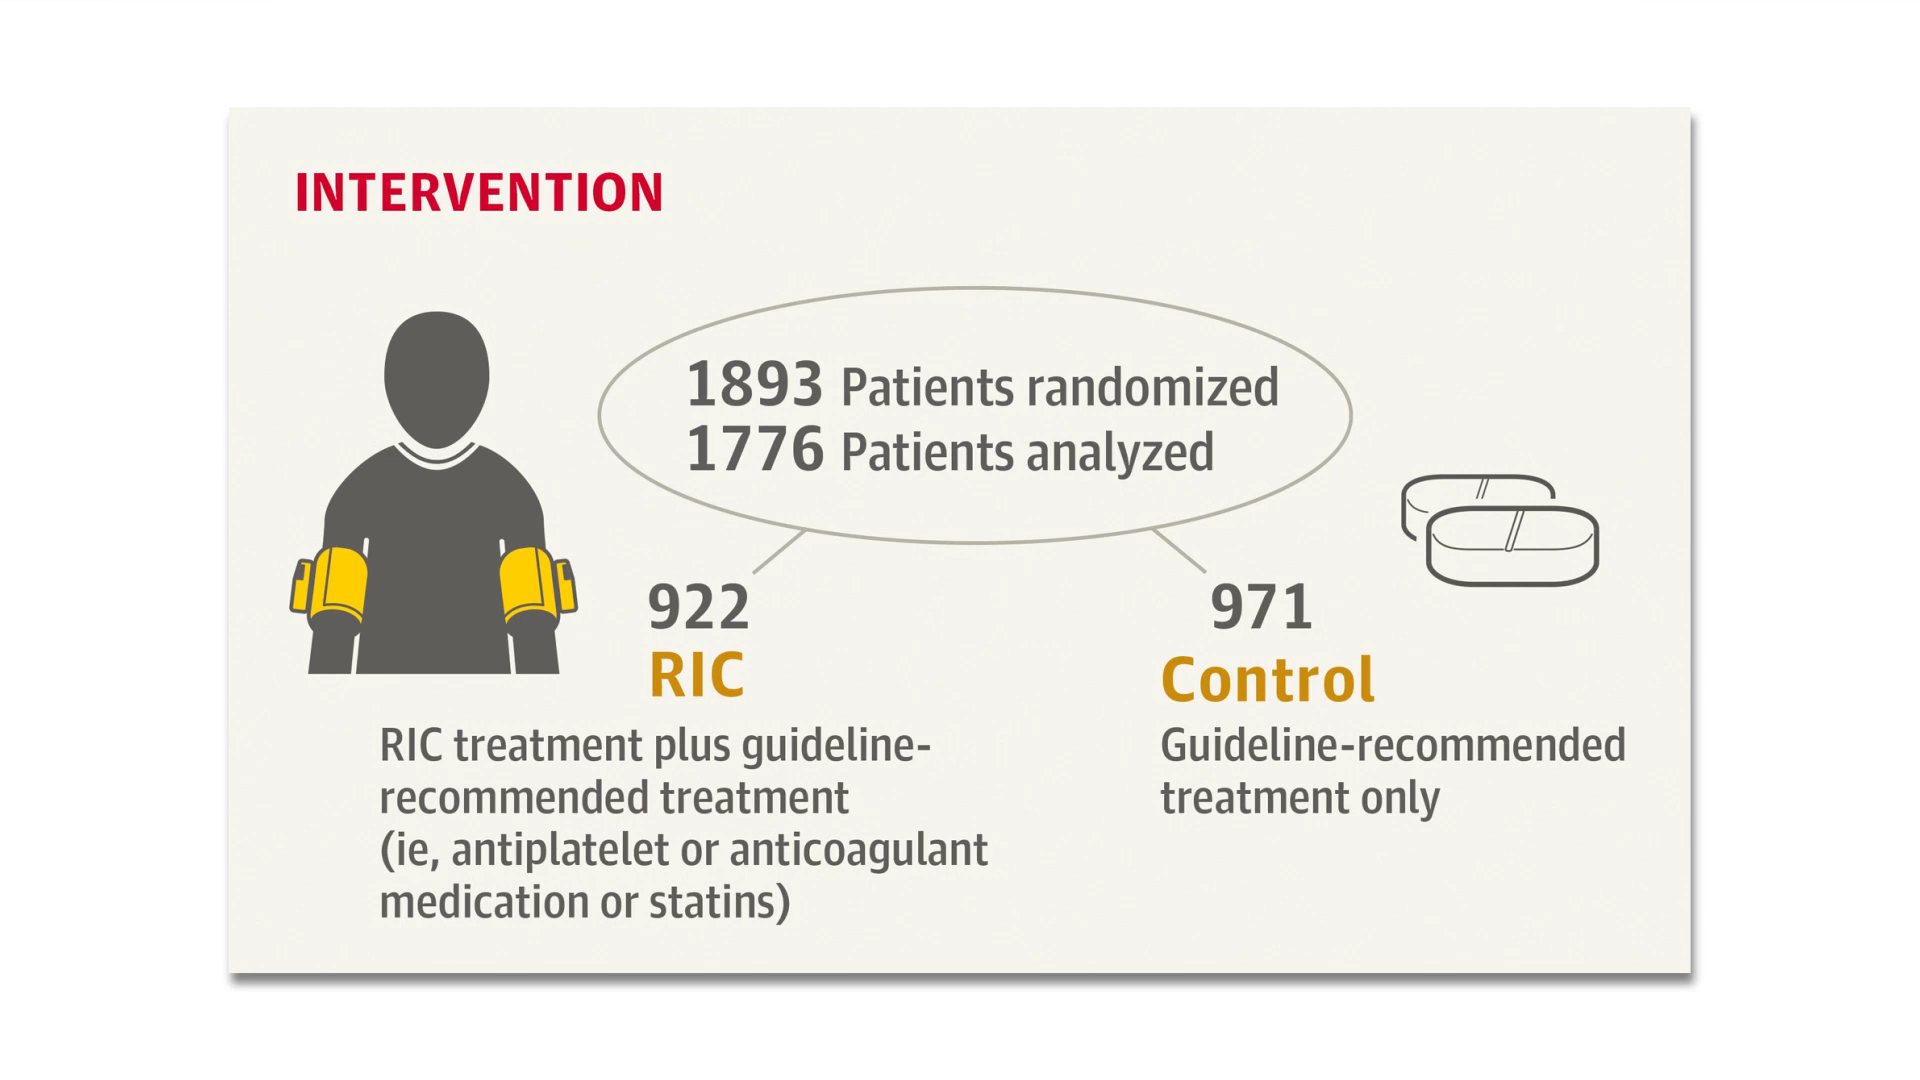 INTERVENTION
1893 Patients randomized
1776 Patients analyzed
922
RIC
RIC treatment plus guideline-
recommended treatment
(ie, antiplatelet or anticoagulant
medication or statins)
971
Control
Guideline-recommended
treatment only